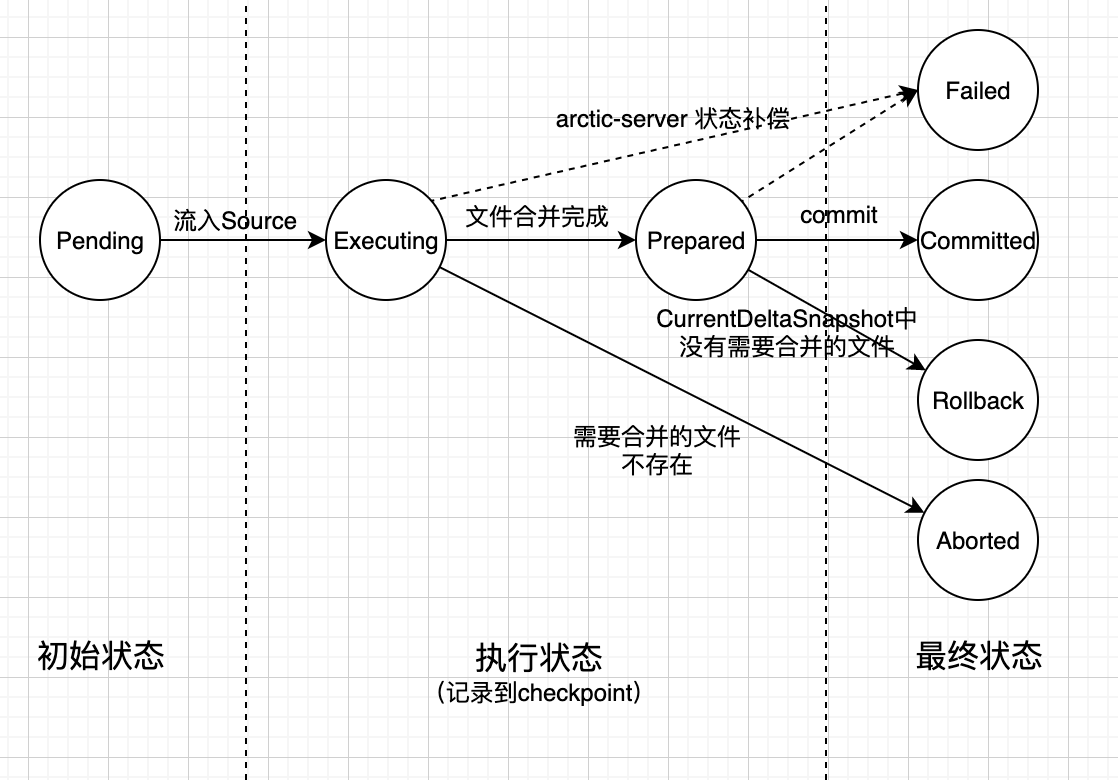 Failed
arctic-server 状态补偿
Pending
流入Source
Executing
文件合并完成
Prepared
commit
Committed
CurrentDeltaSnapshot中
没有需要合并的文件
Rollback
需要合并的文件
不存在
Aborted
初始状态
执行状态
（记录到checkpoint）
最终状态